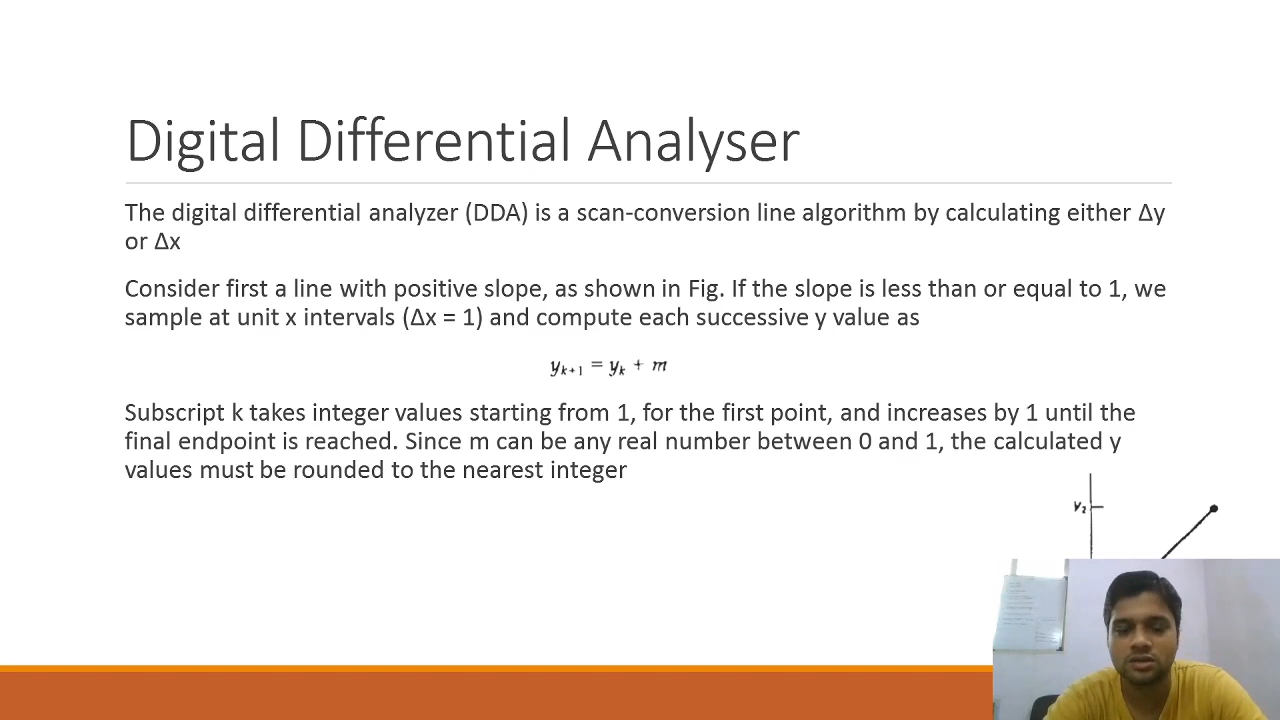 Digital Differential Analyser
The digital differential analyzer (DDA) is a scan-conversion line algorithm by calculating either Δy
or Δx
Consider first a line with positive slope, as shown in Fig. If the slope is less than or equal to 1, we
sample at unit x intervals (Δx = 1) and compute each successive y value as
yₖ₊₁ = yₖ + m
Subscript k takes integer values starting from 1, for the first point, and increases by 1 until the
final endpoint is reached. Since m can be any real number between 0 and 1, the calculated y
values must be rounded to the nearest integer
y₂